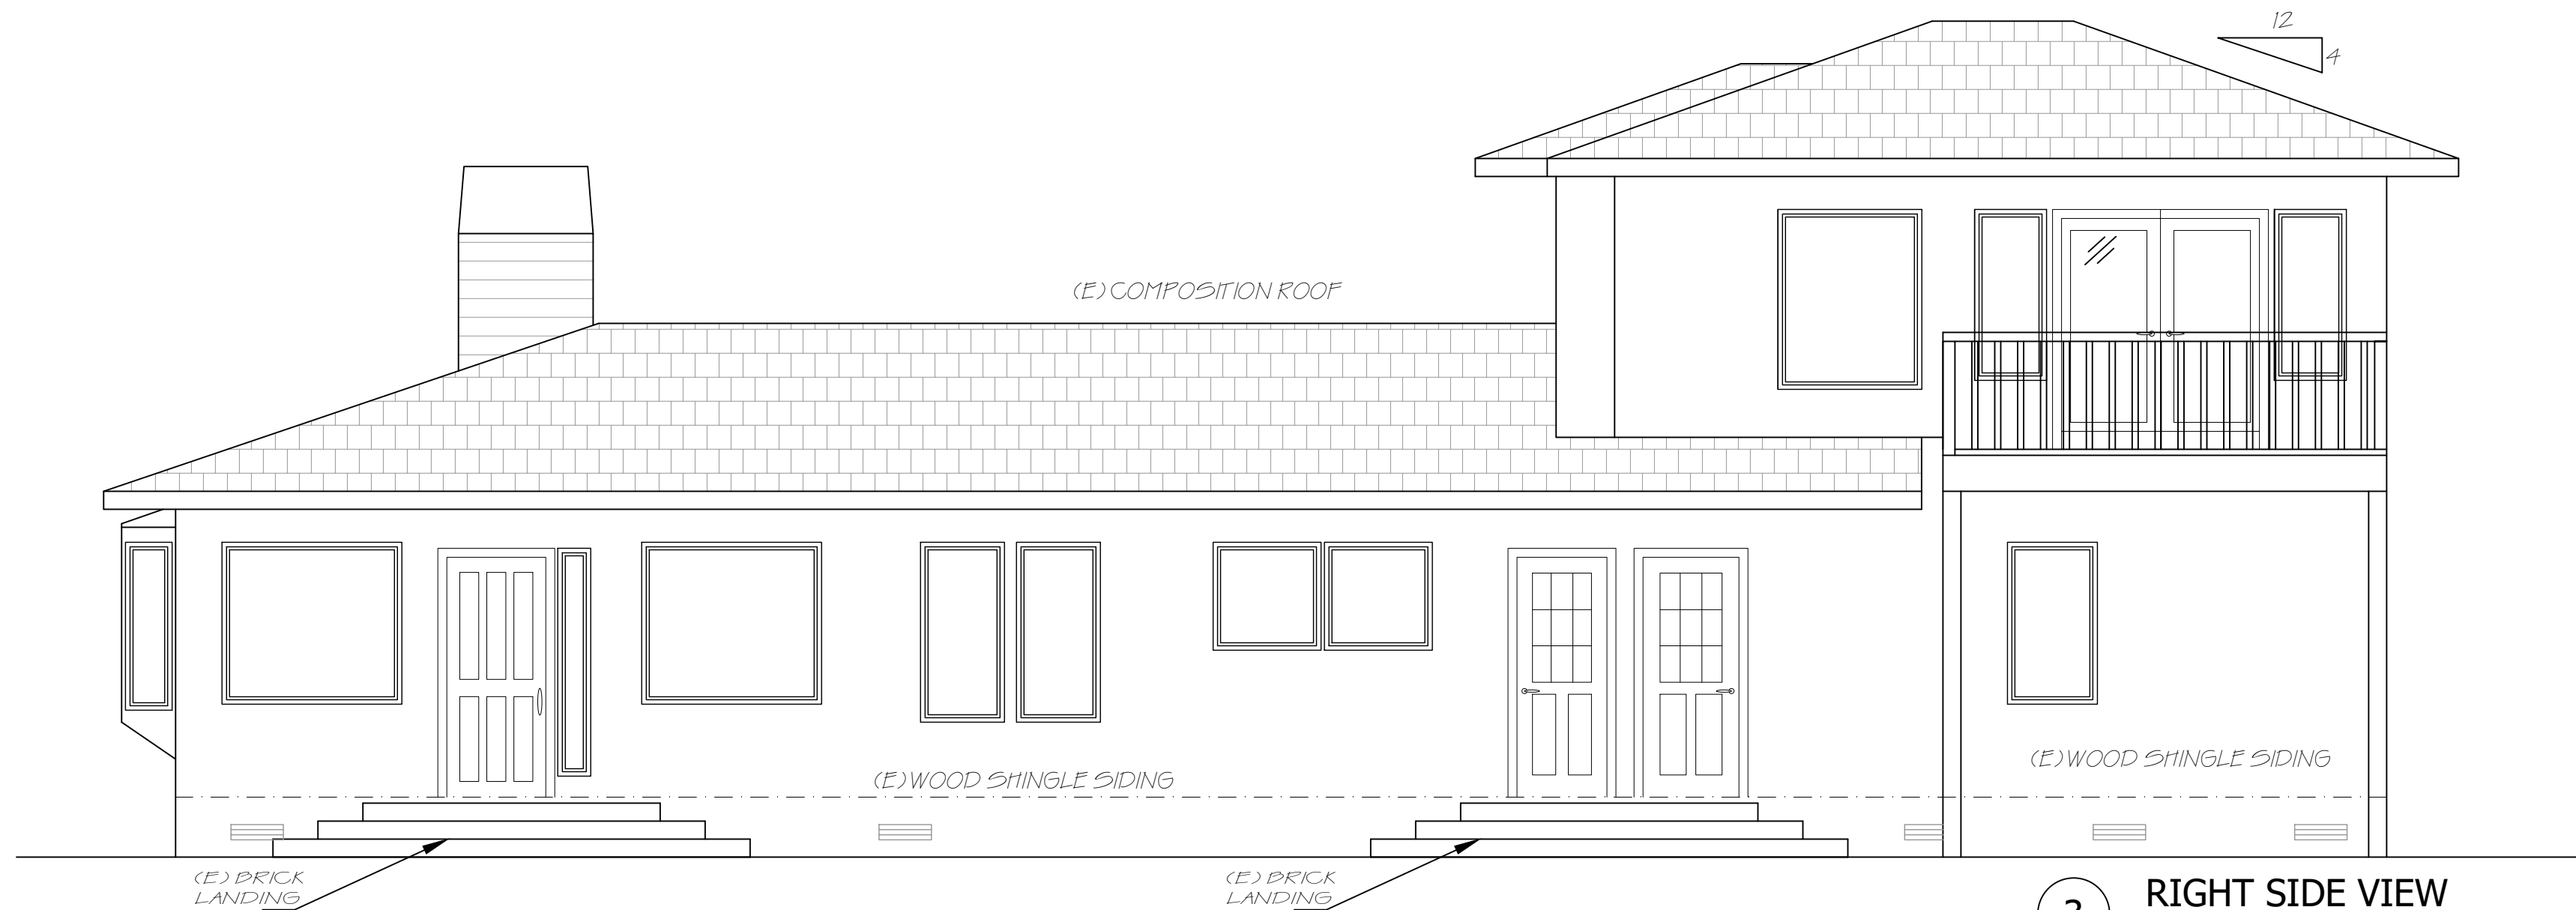 12
4
(E) COMPOSITION ROOF
(E) WOOD SHINGLE SIDING
(E) WOOD SHINGLE SIDING
(E) BRICK
LANDING
(E) BRICK
LANDING
RIGHT SIDE VIEW